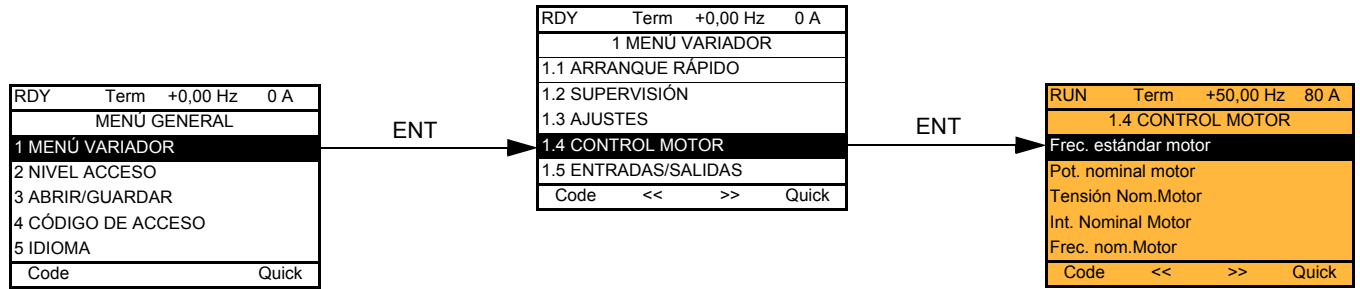 RDY Term +0,00 Hz 0 A
MENÚ GENERAL
1 MENÚ VARIADOR
2 NIVEL ACCESO
3 ABRIR/GUARDAR
4 CÓDIGO DE ACCESO
5 IDIOMA
Code Quick
ENT
RDY Term +0,00 Hz 0 A
1 MENÚ VARIADOR
1.1 ARRANQUE RÁPIDO
1.2 SUPERVISIÓN
1.3 AJUSTES
1.4 CONTROL MOTOR
1.5 ENTRADAS/SALIDAS
Code << >> Quick
ENT
RUN Term +50,00 Hz 80 A
1.4 CONTROL MOTOR
Frec. estándar motor
Pot. nominal motor
Tensión Nom.Motor
Int. Nominal Motor
Frec. nom.Motor
Code << >> Quick